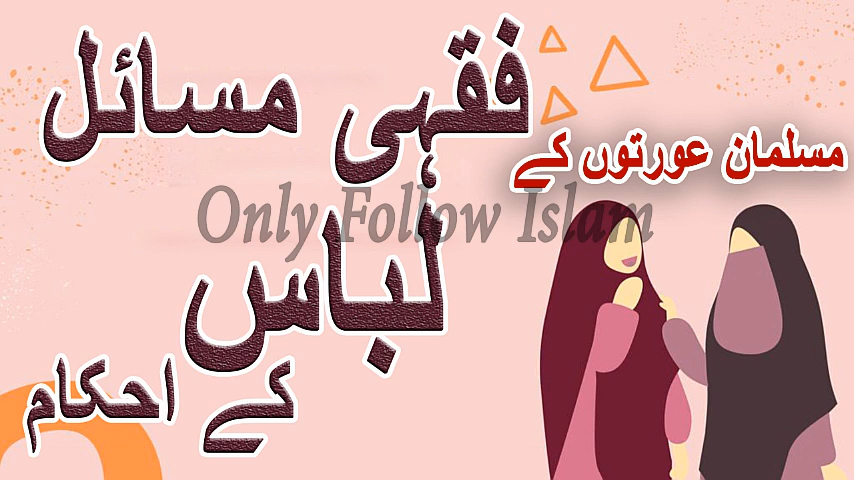 مسلمان عورتوں کے
فقہی مسائل
Only Follow Islam
لباس
کے احکام